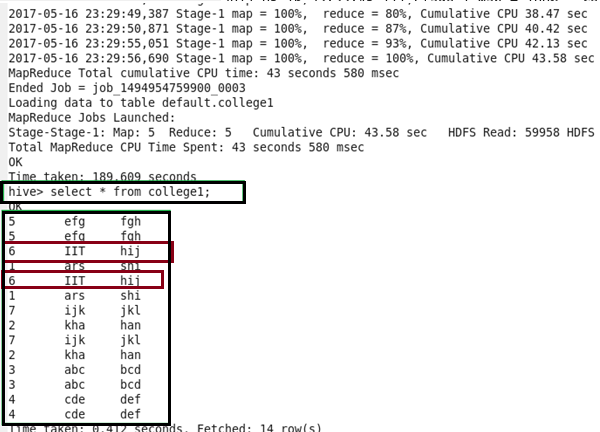 2017-05-16 23:29:49,387 Stage-1 map = 100%,  reduce = 80%, Cumulative CPU 38.47 sec
2017-05-16 23:29:50,871 Stage-1 map = 100%,  reduce = 87%, Cumulative CPU 40.42 sec
2017-05-16 23:29:55,051 Stage-1 map = 100%,  reduce = 93%, Cumulative CPU 42.13 sec
2017-05-16 23:29:56,690 Stage-1 map = 100%,  reduce = 100%, Cumulative CPU 43.58 sec
MapReduce Total cumulative CPU time: 43 seconds 580 msec
Ended Job = job_1494954759900_0003
Loading data to table default.college1
MapReduce Jobs Launched:
Stage-Stage-1: Map: 5  Reduce: 5   Cumulative CPU: 43.58 sec   HDFS Read: 59958 HDFS
Total MapReduce CPU Time Spent: 43 seconds 580 msec
OK
Time taken: 189.609 seconds
hive> select * from college1;
OK
5       efg     fgh
5       efg     fgh
6       IIT     hij
1       ars     shi
6       IIT     hij
1       ars     shi
7       ijk     jkl
2       kha     han
7       ijk     jkl
2       kha     han
3       abc     bcd
3       abc     bcd
4       cde     def
4       cde     def
Time taken: 0.412 seconds, Fetched: 14 row(s)